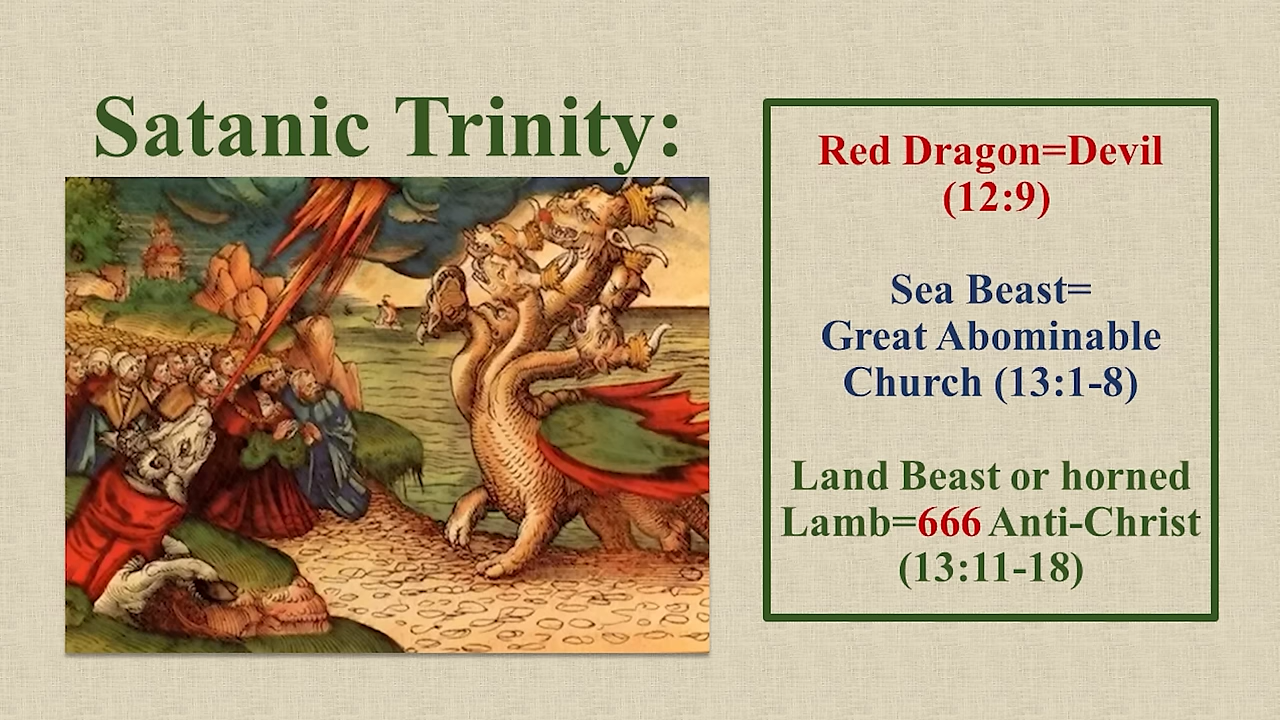 Satanic Trinity:
Red Dragon=Devil
(12:9)
Sea Beast=
Great Abominable
Church (13:1-8)
Land Beast or horned
Lamb=666 Anti-Christ
(13:11-18)